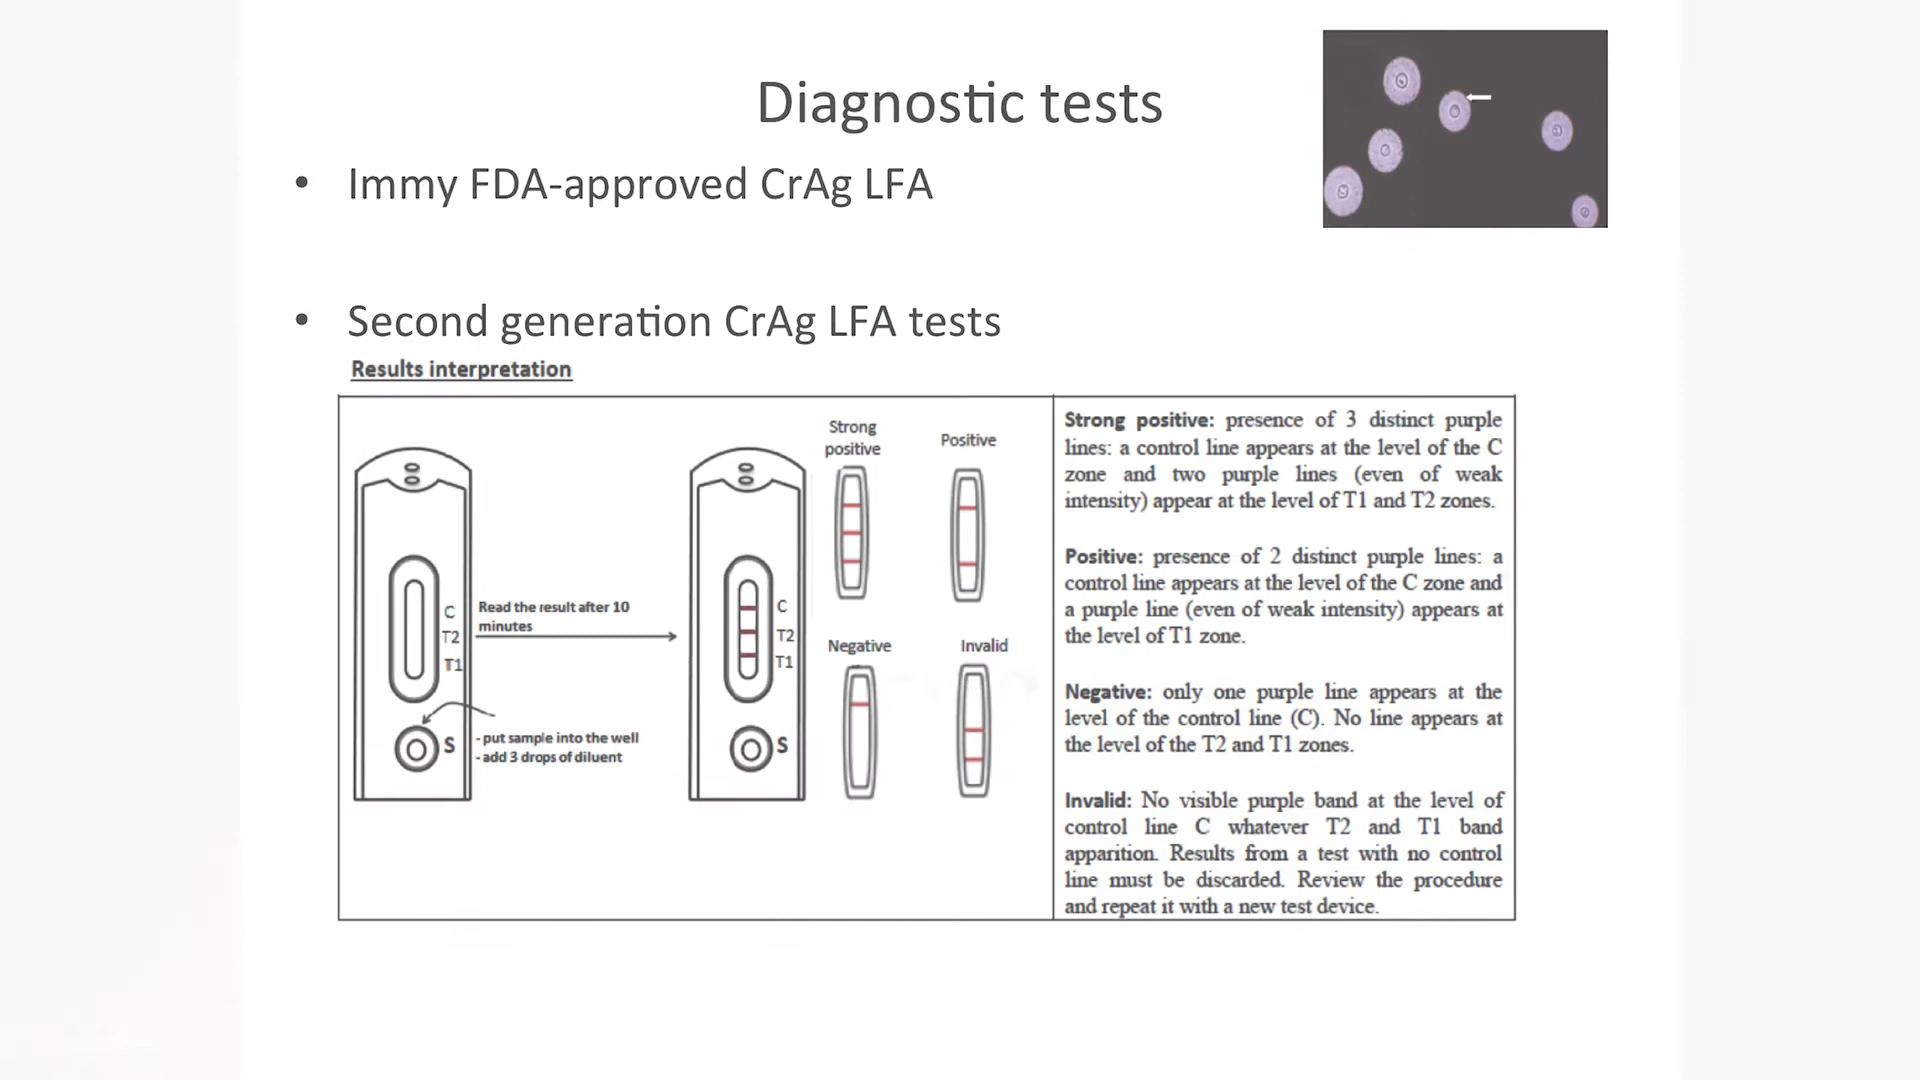 Diagnostic tests
• Immy FDA-approved CrAg LFA
• Second generation CrAg LFA tests
Results interpretation
C
T2
T1
S
Read the result after 10
minutes
- put sample into the well
- add 3 drops of diluent
C
T2
T1
S
Strong
positive
Positive
Negative
Invalid
Strong positive: presence of 3 distinct purple
lines: a control line appears at the level of the C
zone and two purple lines (even of weak
intensity) appear at the level of T1 and T2 zones.
Positive: presence of 2 distinct purple lines: a
control line appears at the level of the C zone and
a purple line (even of weak intensity) appears at
the level of T1 zone.
Negative: only one purple line appears at the
level of the control line (C). No line appears at
the level of the T2 and T1 zones.
Invalid: No visible purple band at the level of
control line C whatever T2 and T1 band
apparition. Results from a test with no control
line must be discarded. Review the procedure
and repeat it with a new test device.